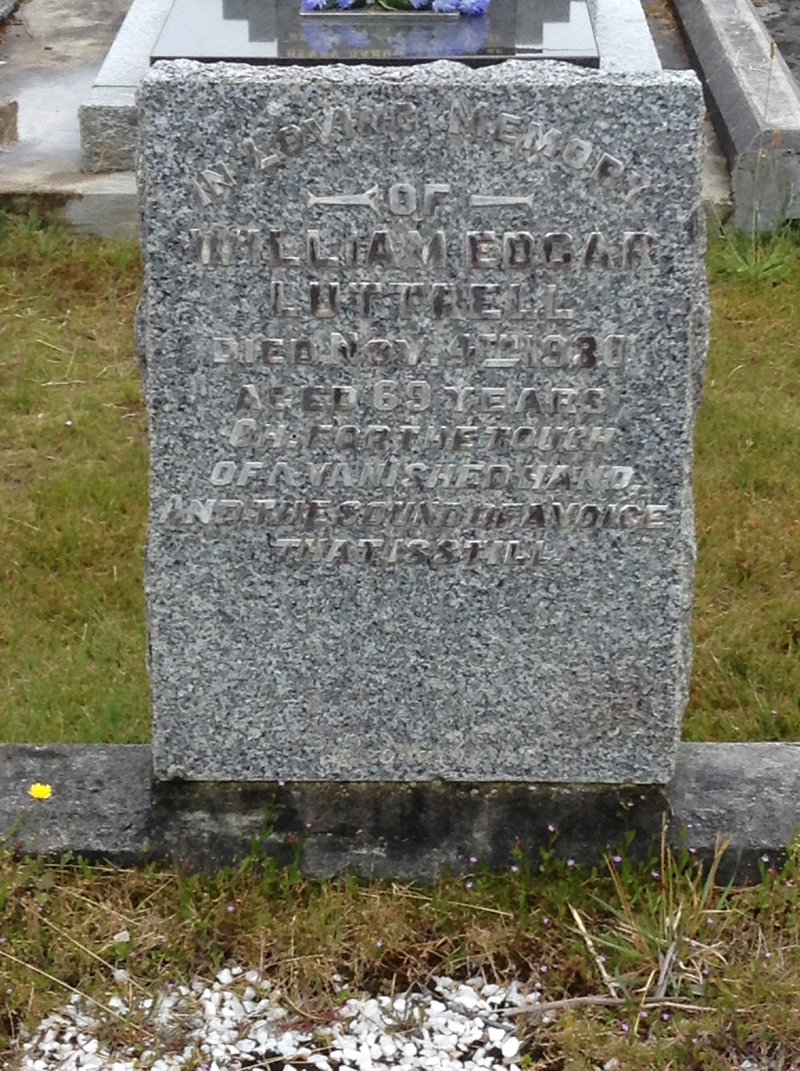 IN LOVING MEMORY
OF
WILLIAM EDGAR
LUTTRELL
DIED NOV. 4TH 1930
AGED 69 YEARS
OH. FOR THE TOUCH
OF A VANISHED HAND.
AND. THE SOUND OF A VOICE
THAT IS STILL